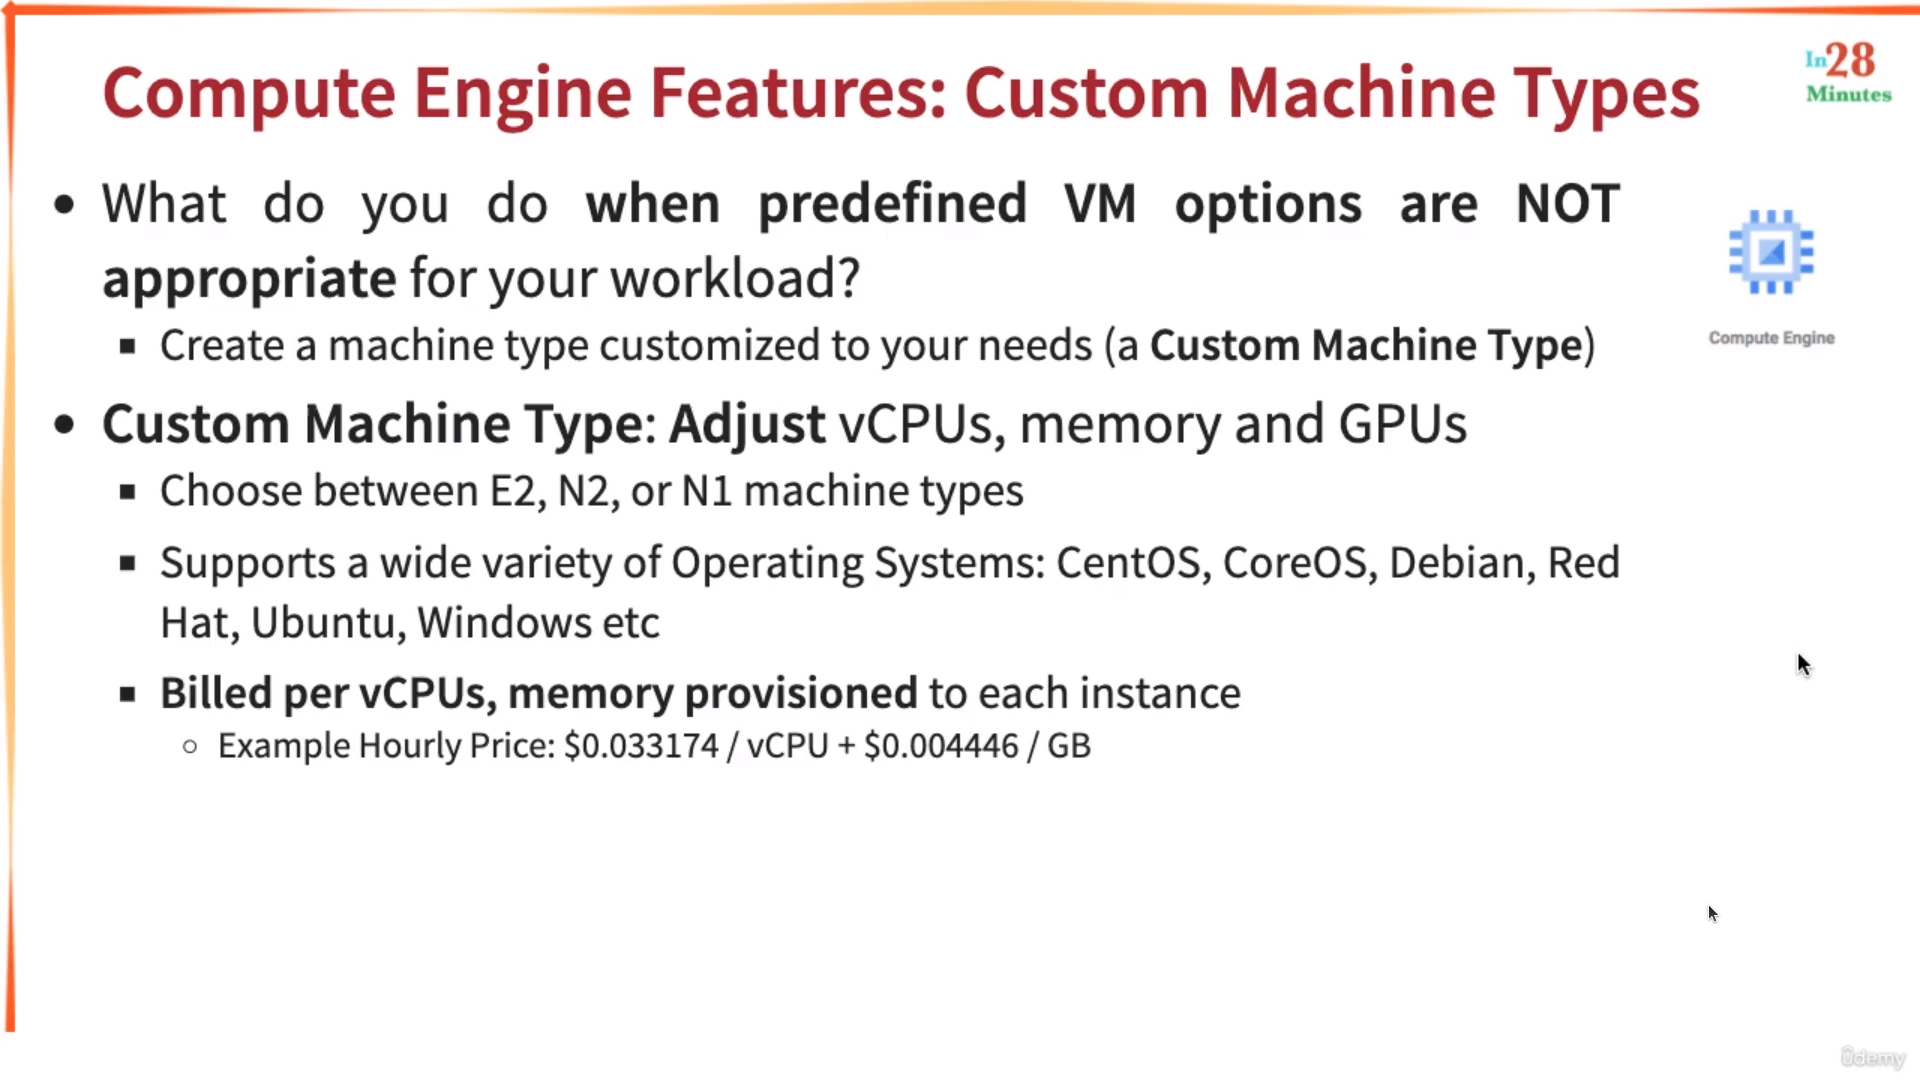 Compute Engine Features: Custom Machine Types
In28
Minutes
What do you do when predefined VM options are NOT
appropriate for your workload?
Create a machine type customized to your needs (a Custom Machine Type)
Compute Engine
Custom Machine Type: Adjust vCPUs, memory and GPUs
Choose between E2, N2, or N1 machine types
Supports a wide variety of Operating Systems: CentOS, CoreOS, Debian, Red
Hat, Ubuntu, Windows etc
Billed per vCPUs, memory provisioned to each instance
Example Hourly Price: $0.033174 / vCPU + $0.004446 / GB
ûdemy